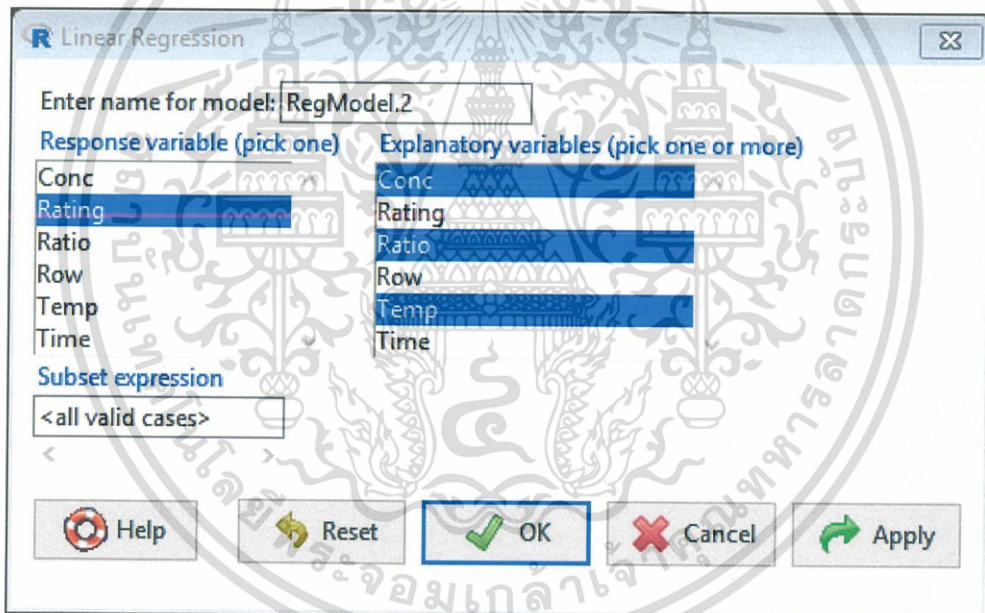 R Linear Regression
Enter name for model: RegModel.2
Response variable (pick one)
Conc
Rating
Ratio
Row
Temp
Time
Explanatory variables (pick one or more)
Conc
Rating
Ratio
Row
Temp
Time
Subset expression
<all valid cases>
Help
Reset
OK
Cancel
Apply